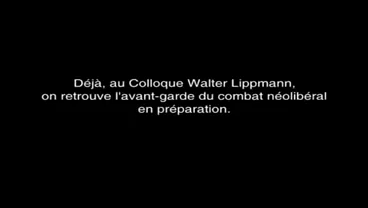 Déjà, au Colloque Walter Lippmann,
on retrouve l'avant-garde du combat néolibéral
en préparation.